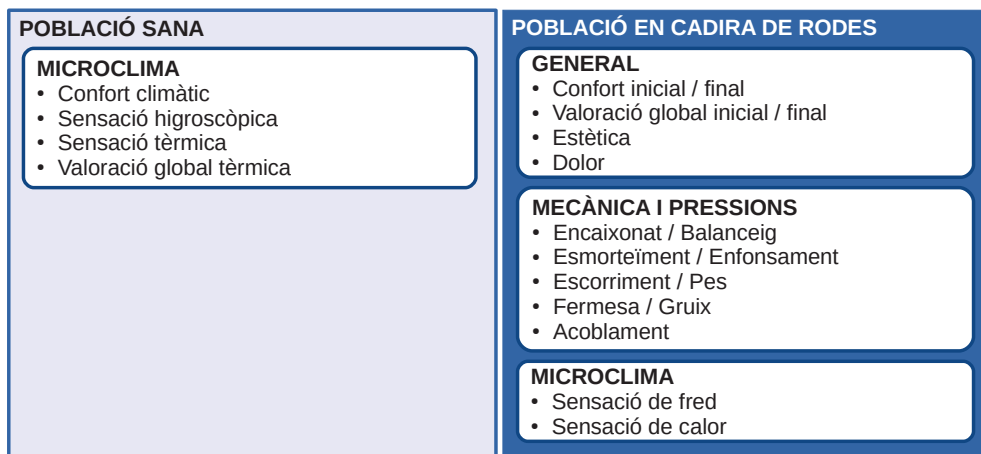 POBLACIÓ SANA
MICROCLIMA
• Confort climàtic
• Sensació higroscòpica
• Sensació tèrmica
• Valoració global tèrmica
POBLACIÓ EN CADIRA DE RODES
GENERAL
• Confort inicial / final
• Valoració global inicial / final
• Estètica
• Dolor
MECÀNICA I PRESSIONS
• Encaixonat / Balanceig
• Esmorteïment / Enfonsament
• Escorriment / Pes
• Fermesa / Gruix
• Acoblament
MICROCLIMA
• Sensació de fred
• Sensació de calor